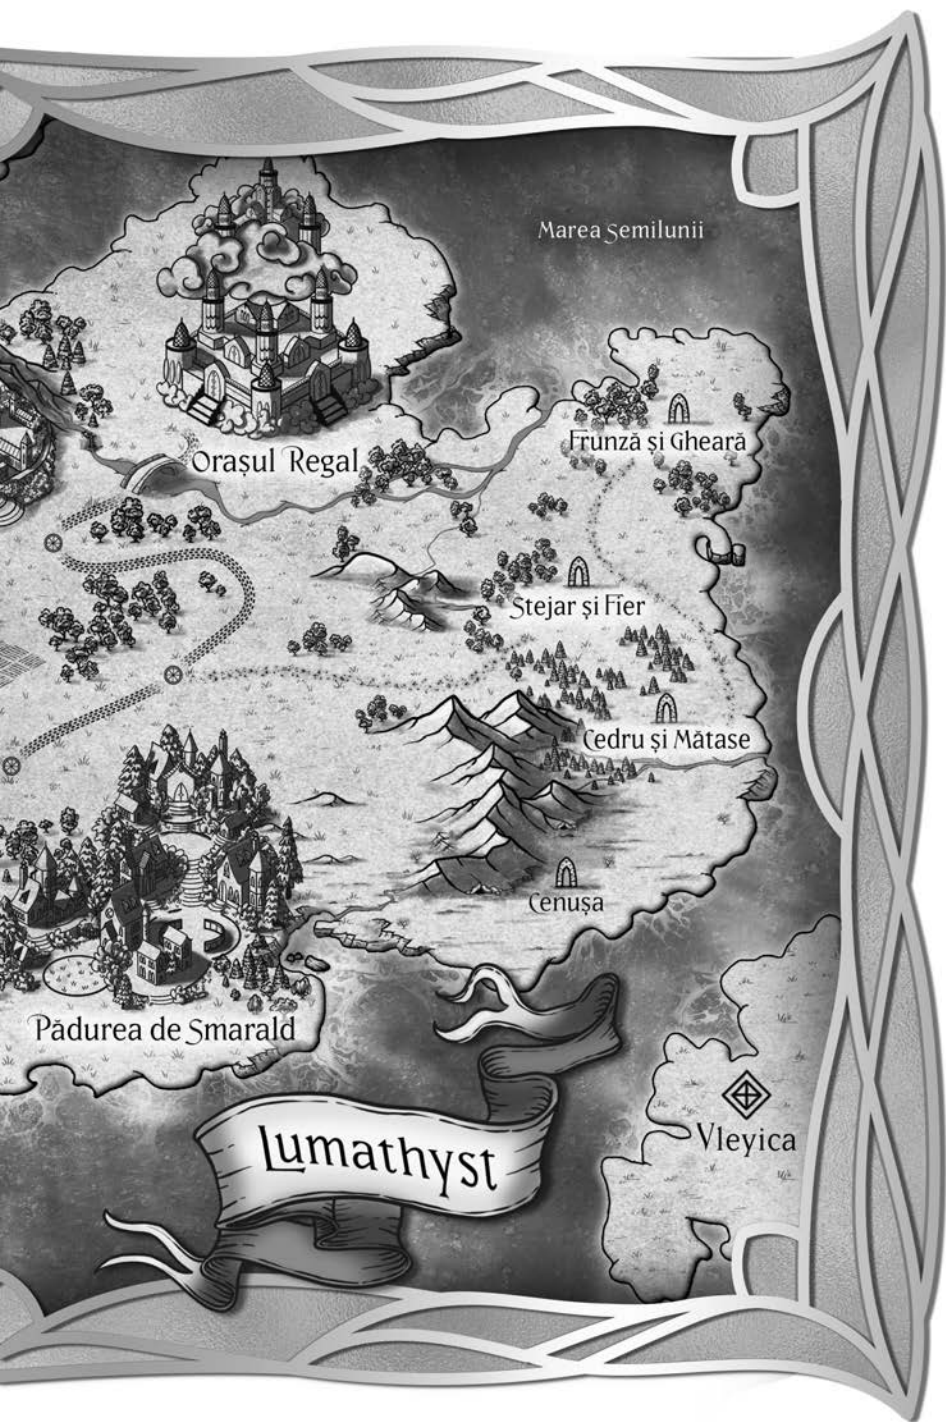 Marea Semilunii
Frunză și Gheară
Orașul Regal
Stejar și Fier
Cedru și Mătase
Cenușa
Pădurea de Smarald
Vleyica
Lumathyst